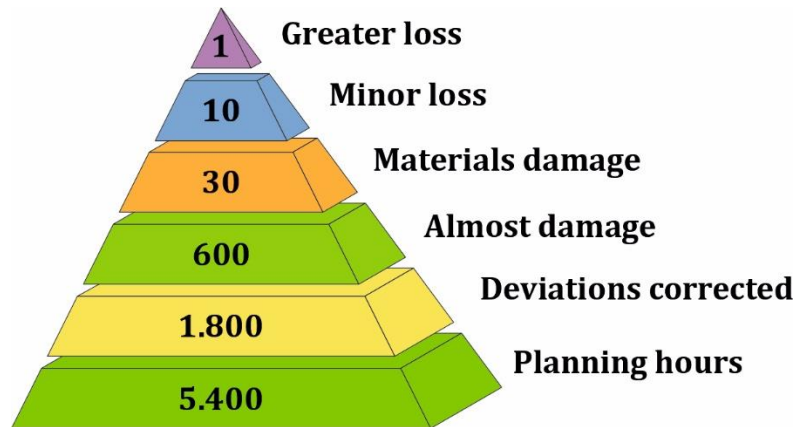 1 Greater loss
10 Minor loss
30 Materials damage
600 Almost damage
1.800 Deviations corrected
5.400 Planning hours